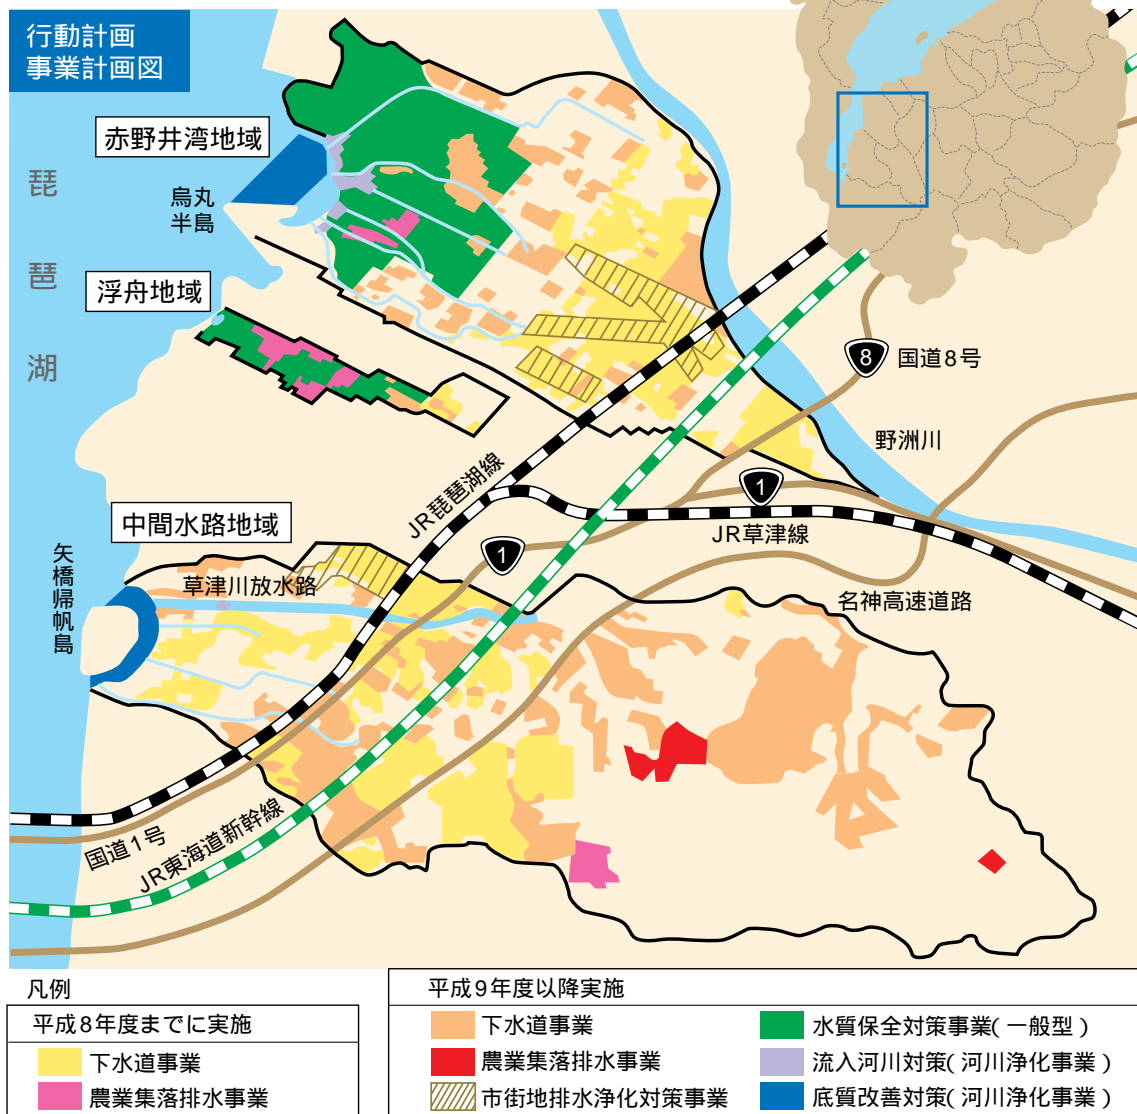 行動計画
事業計画図
赤野井湾地域
烏丸
半島
琵琶湖
浮舟地域
8
国道8号
野洲川
JR琵琶湖線
1
JR草津線
中間水路地域
1
矢橋帰帆島
草津川放水路
名神高速道路
国道1号
JR東海道新幹線
凡例
平成8年度までに実施
下水道事業
農業集落排水事業
平成9年度以降実施
下水道事業
農業集落排水事業
市街地排水浄化対策事業
水質保全対策事業(一般型)
流入河川対策(河川浄化事業)
底質改善対策(河川浄化事業)